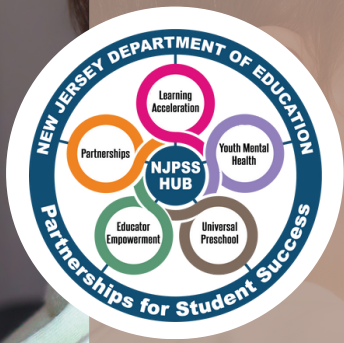 NEW JERSEY DEPARTMENT OF EDUCATION
Learning
Acceleration
Partnerships
Youth Mental
Health
NJPSS
HUB
Educator
Empowerment
Universal
Preschool
Partnerships for Student Success